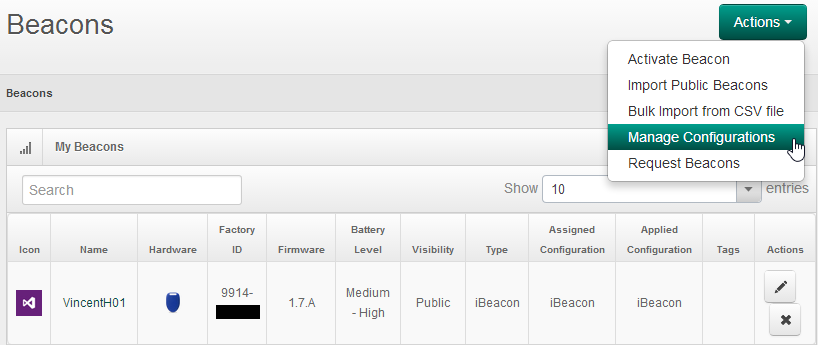 Beacons
Actions
Activate Beacon
Import Public Beacons
Bulk Import from CSV file
Manage Configurations
Request Beacons
Beacons
My Beacons
Search
Show 10 entries
Icon Name Hardware Factory ID Firmware Battery Level Visibility Type Assigned Configuration Applied Configuration Tags Actions
VincentH01 9914- 1.7.A Medium - High Public iBeacon iBeacon iBeacon